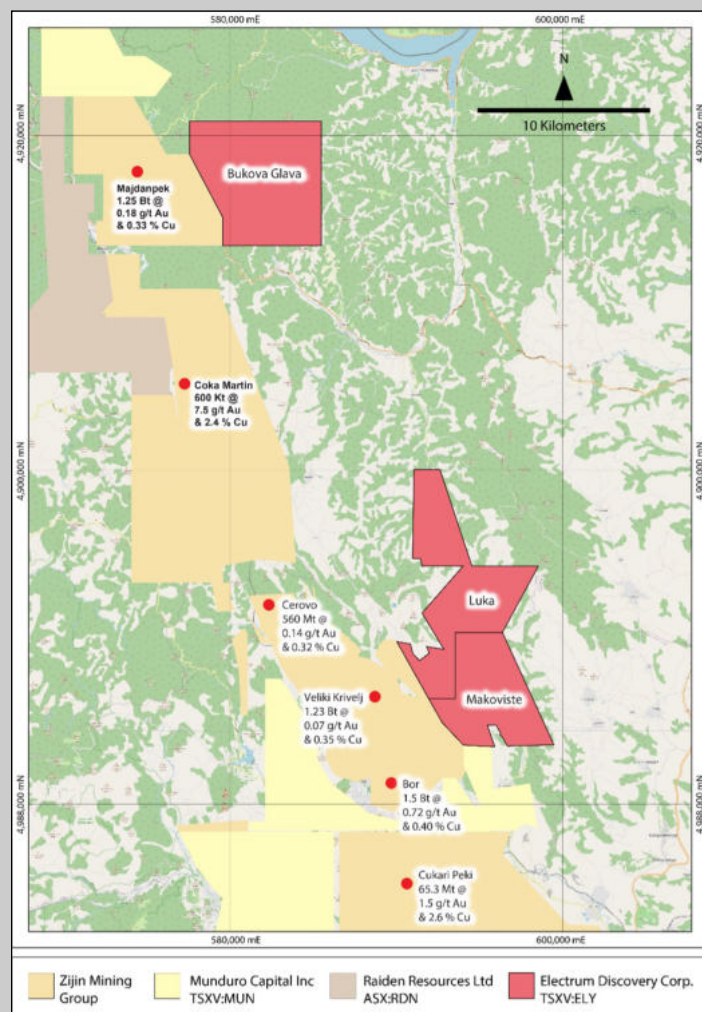 580,000 mE
600,000 mE
N
10 Kilometers
4,920,000 mN
4,920,000 mN
Bukova Glava
Majdanpek
1.25 Bt @
0.18 g/t Au
& 0.33 % Cu
Coka Martin
600 Kt @
7.5 g/t Au
& 2.4 % Cu
4,900,000 mN
4,900,000 mN
Luka
Cerovo
560 Mt @
0.14 g/t Au
& 0.32 % Cu
Makoviste
Veliki Krivelj
1.23 Bt @
0.07 g/t Au
& 0.35 % Cu
Bor
1.5 Bt @
0.72 g/t Au
& 0.40 % Cu
4,988,000 mN
4,988,000 mN
Cukari Peki
65.3 Mt @
1.5 g/t Au
& 2.6 % Cu
580,000 mE
600,000 mE
Zijin Mining
Group
Munduro Capital Inc
TSXV:MUN
Raiden Resources Ltd
ASX:RDN
Electrum Discovery Corp.
TSXV:ELY